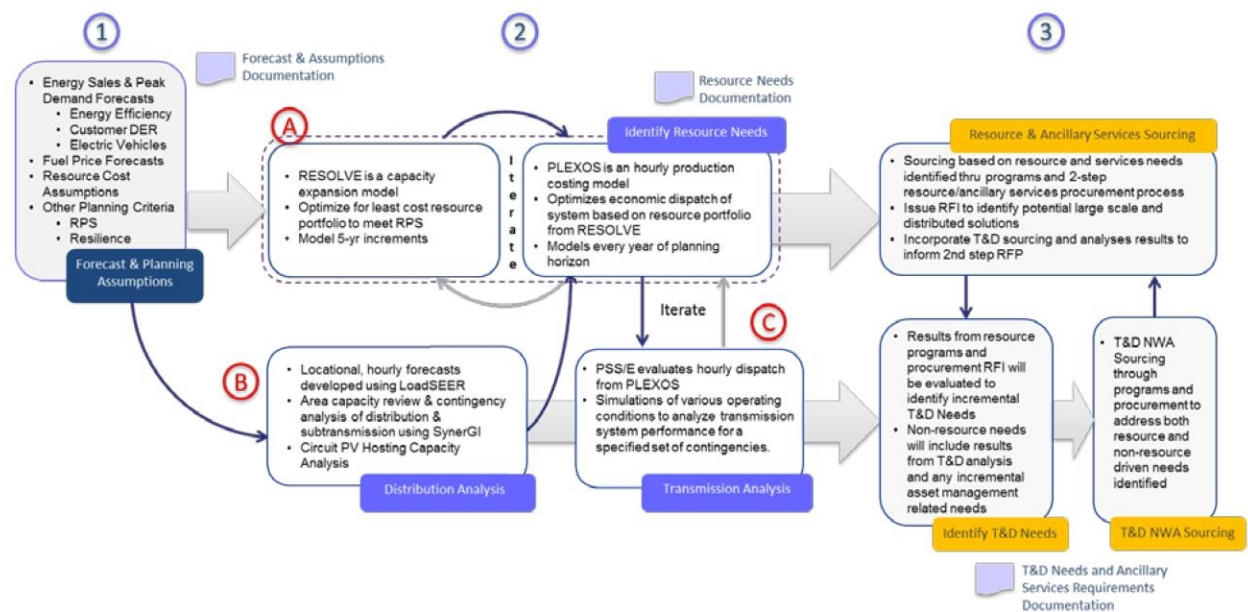 1
2
3
Forecast & Assumptions
Documentation
Resource Needs
Documentation
• Energy Sales & Peak
Demand Forecasts
• Energy Efficiency
• Customer DER
• Electric Vehicles
• Fuel Price Forecasts
• Resource Cost
Assumptions
• Other Planning Criteria
• RPS
• Resilience
Forecast & Planning
Assumptions
A
• RESOLVE is a capacity
expansion model
• Optimize for least cost resource
portfolio to meet RPS
• Model 5-yr increments
Iterate
Identify Resource Needs
• PLEXOS is an hourly production
costing model
• Optimizes economic dispatch of
system based on resource portfolio
from RESOLVE
• Models every year of planning
horizon
Resource & Ancillary Services Sourcing
• Sourcing based on resource and services needs
identified thru programs and 2-step
resource/ancillary services procurement process
• Issue RFI to identify potential large scale and
distributed solutions
• Incorporate T&D sourcing and analyses results to
inform 2nd step RFP
Iterate
B
• Locational, hourly forecasts
developed using LoadSEER
• Area capacity review & contingency
analysis of distribution &
subtransmission using SynerGI
• Circuit PV Hosting Capacity
Analysis
Distribution Analysis
C
• PSS/E evaluates hourly dispatch
from PLEXOS
• Simulations of various operating
conditions to analyze transmission
system performance for a
specified set of contingencies.
Transmission Analysis
• Results from resource
programs and
procurement RFI will
be evaluated to
identify incremental
T&D Needs
• Non-resource needs
will include results
from T&D analysis
and any incremental
asset management
related needs
Identify T&D Needs
• T&D NWA
Sourcing
through
programs and
procurement to
address both
resource and
non-resource
driven needs
identified
T&D NWA Sourcing
T&D Needs and Ancillary
Services Requirements
Documentation